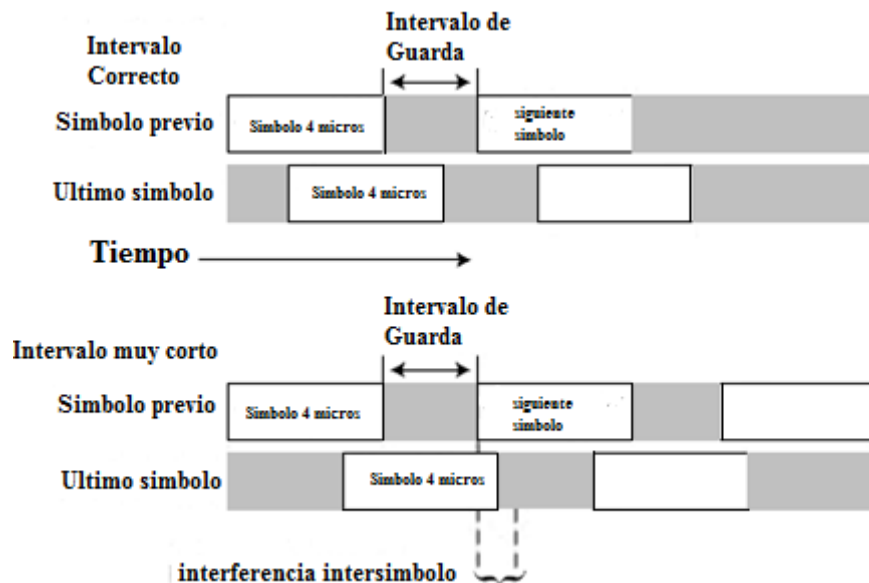 Intervalo de
Guarda
Intervalo
Correcto
Simbolo previo
Simbolo 4 micros
siguiente
simbolo
Ultimo simbolo
Simbolo 4 micros
Tiempo
Intervalo de
Guarda
Intervalo muy corto
Simbolo previo
Simbolo 4 micros
siguiente
simbolo
Ultimo simbolo
Simbolo 4 micros
interferencia intersimbolo